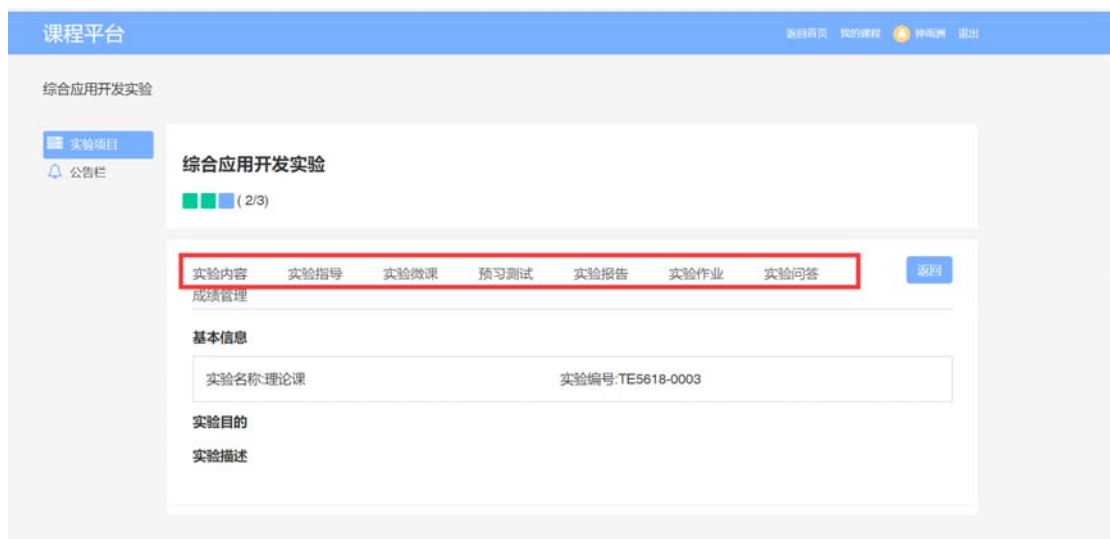 课程平台
返回首页 我的课程 退出
综合应用开发实验
实验项目
公告栏
综合应用开发实验
( 2/3)
实验内容 实验指导 实验微课 预习测试 实验报告 实验作业 实验问答 返回
成绩管理
基本信息
实验名称:理论课 实验编号:TE5618-0003
实验目的
实验描述